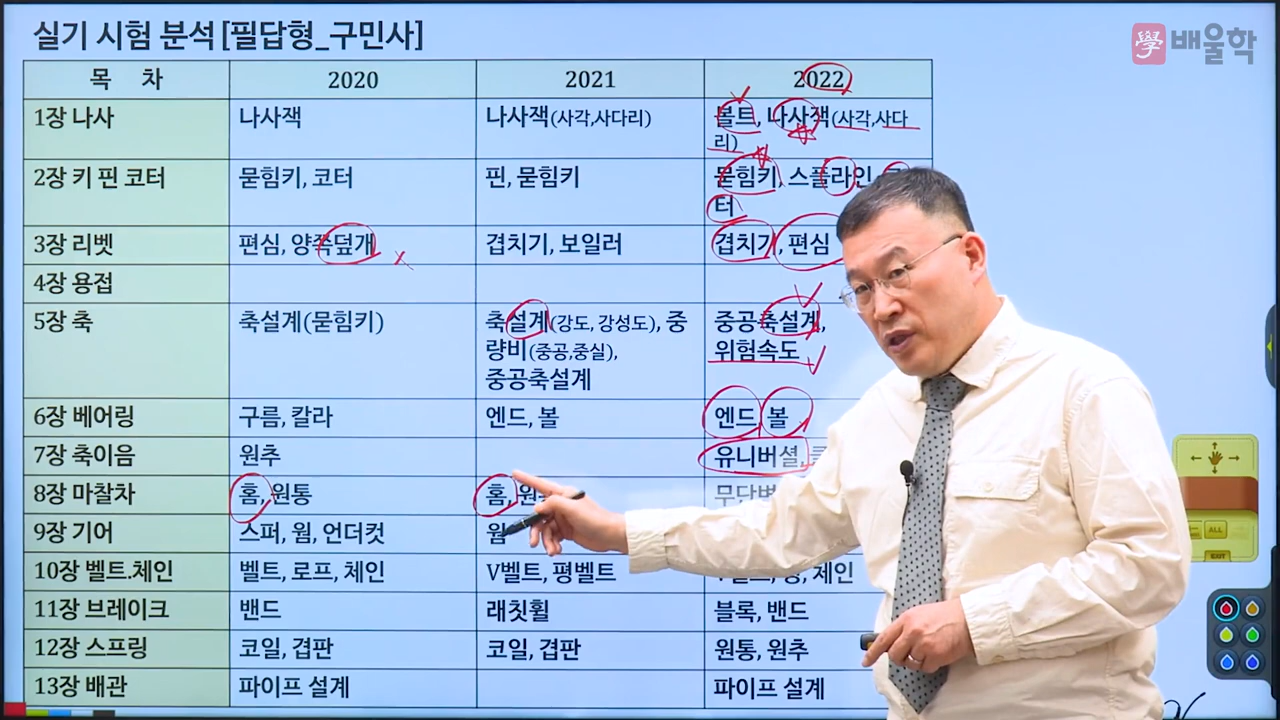 실기 시험 분석 [필답형_구민사]
學 배울학
목 차 2020 2021 2022
1장 나사 나사잭 나사잭(사각,사다리) 볼트, 나사잭(사각,사다
리)
2장 키 핀 코터 묻힘키, 코터 핀, 묻힘키 묻힘키, 스플라인,
터
3장 리벳 편심, 양쪽덮개 겹치기, 보일러 겹치기, 편심
4장 용접
5장 축 축설계(묻힘키) 축설계(강도, 강성도), 중 중공축설계,
량비(중공,중실), 위험속도
중공축설계
6장 베어링 구름, 칼라 엔드, 볼 엔드, 볼
7장 축이음 원추 유니버셜,
8장 마찰차 홈, 원통 홈,
9장 기어 스퍼, 웜, 언더컷 웜
10장 벨트.체인 벨트, 로프, 체인 V벨트, 평벨트 체인
11장 브레이크 밴드 래칫휠 블록, 밴드
12장 스프링 코일, 겹판 코일, 겹판 원통, 원추
13장 배관 파이프 설계 파이프 설계
ALL
EXIT